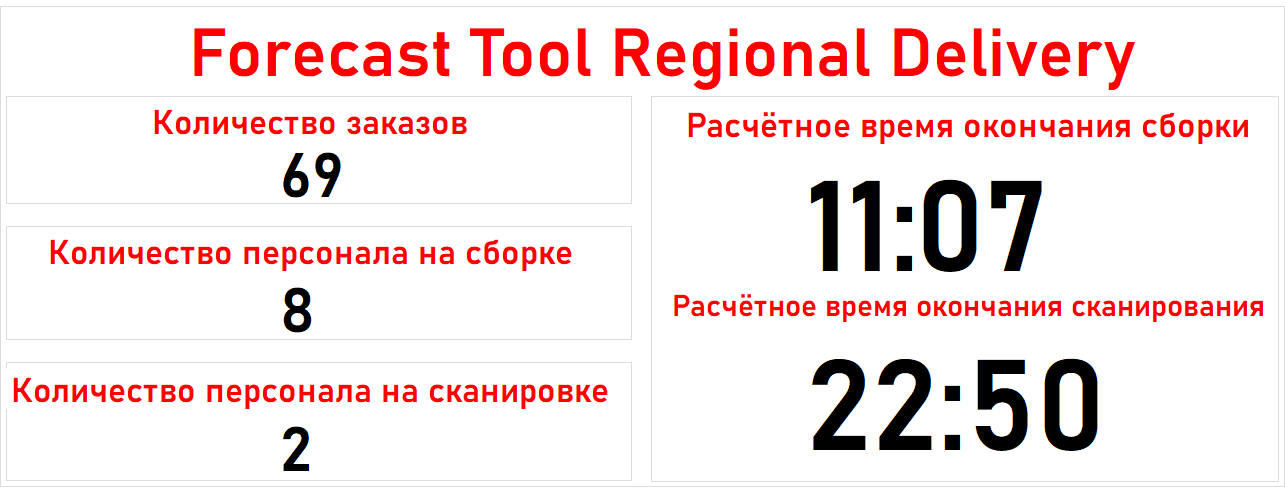 Forecast Tool Regional Delivery
Количество заказов
69
Количество персонала на сборке
8
Количество персонала на сканировке
2
Расчётное время окончания сборки
11:07
Расчётное время окончания сканирования
22:50